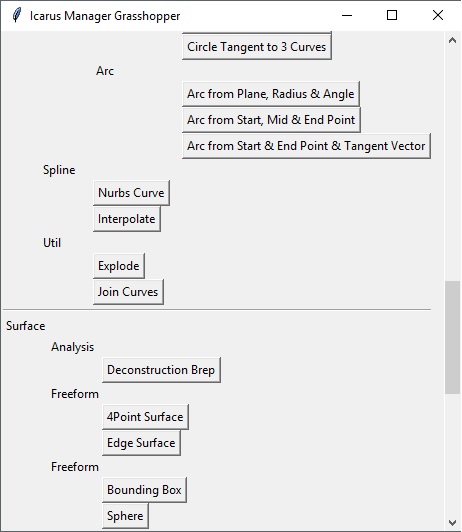 Icarus Manager Grasshopper
Circle Tangent to 3 Curves
Arc
Arc from Plane, Radius & Angle
Arc from Start, Mid & End Point
Arc from Start & End Point & Tangent Vector
Spline
Nurbs Curve
Interpolate
Util
Explode
Join Curves
Surface
Analysis
Deconstruction Brep
Freeform
4Point Surface
Edge Surface
Freeform
Bounding Box
Sphere